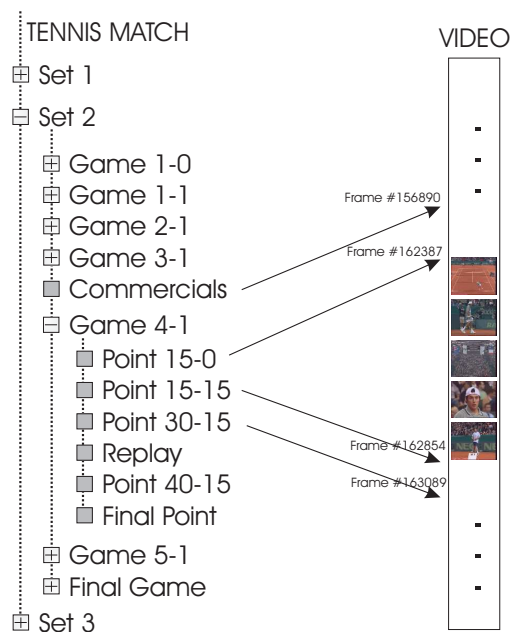 TENNIS MATCH
VIDEO
Set 1
Set 2
Game 1-0
Game 1-1
Frame #156890
Game 2-1
Frame #162387
Game 3-1
Commercials
Game 4-1
Point 15-0
Point 15-15
Point 30-15
Frame #162854
Replay
Frame #163089
Point 40-15
Final Point
Game 5-1
Final Game
Set 3